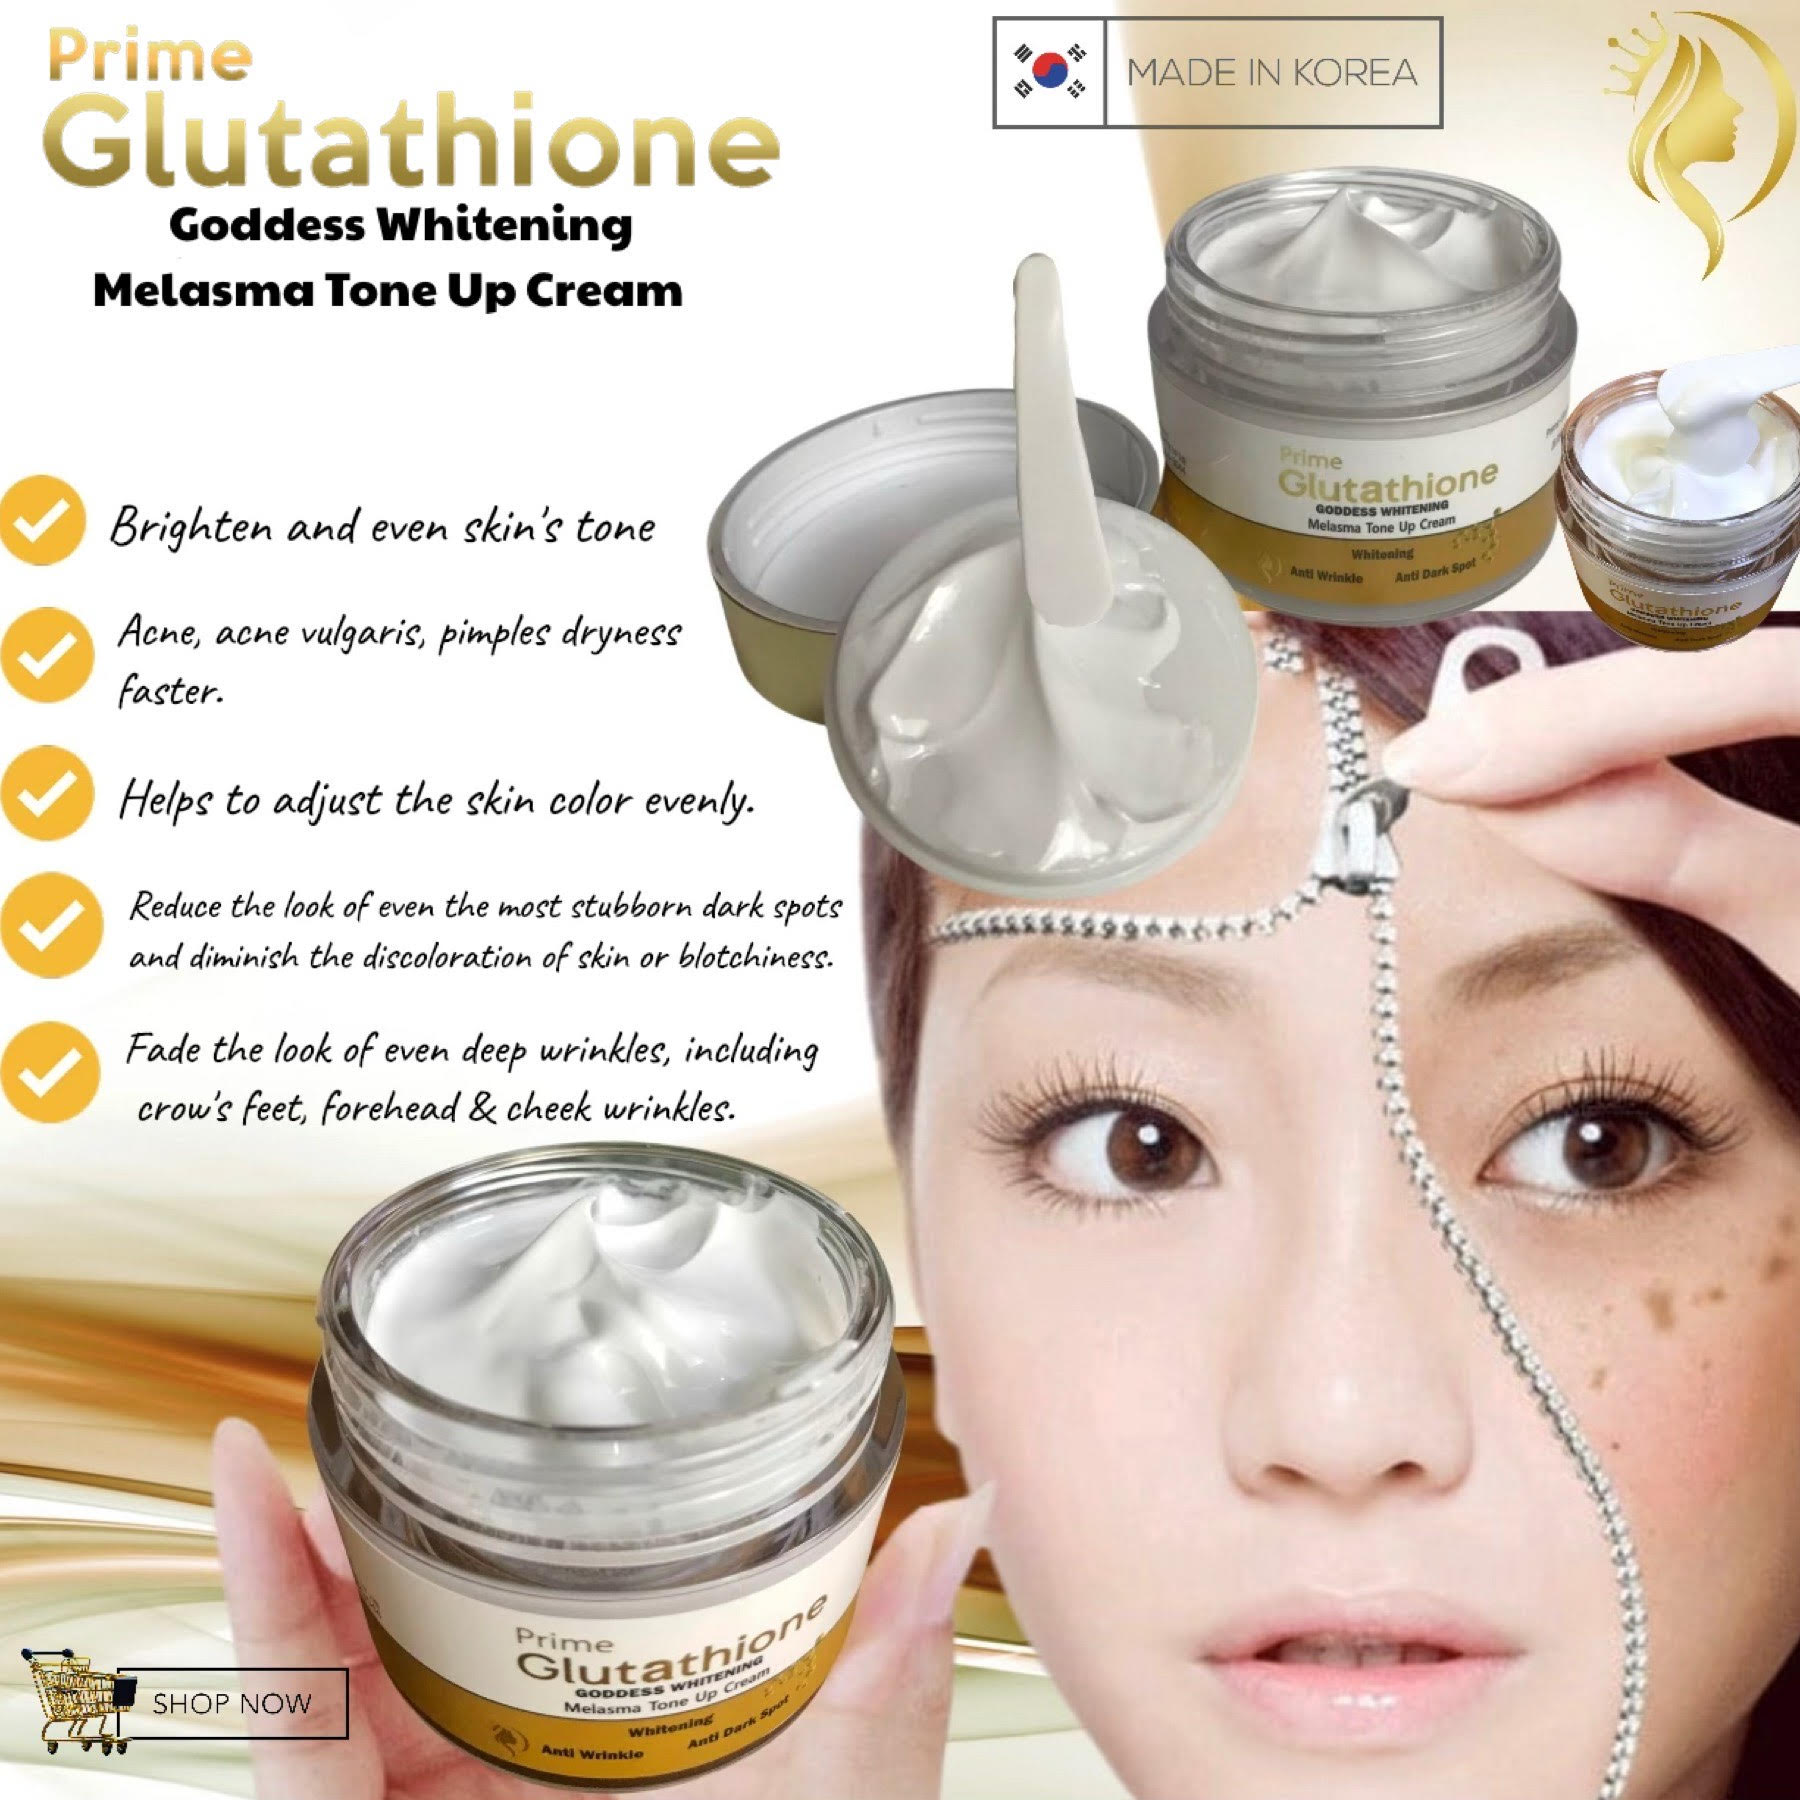 Prime
Glutathione
Goddess Whitening
Melasma Tone Up Cream
MADE IN KOREA
Prime
Glutathione
GODDESS WHITENING
Melasma Tone Up Cream
Whitening
Anti Wrinkle Anti Dark Spot
Prime
Glutathione
Brighten and even skin's tone
Acne, acne vulgaris, pimples dryness
faster.
Helps to adjust the skin color evenly.
Reduce the look of even the most stubborn dark spots
and diminish the discoloration of skin or blotchiness.
Fade the look of even deep wrinkles, including
crow's feet, forehead & cheek wrinkles.
Prime
Glutathione
GODDESS WHITENING
Melasma Tone Up Cream
Whitening
Anti Wrinkle Anti Dark Spot
SHOP NOW